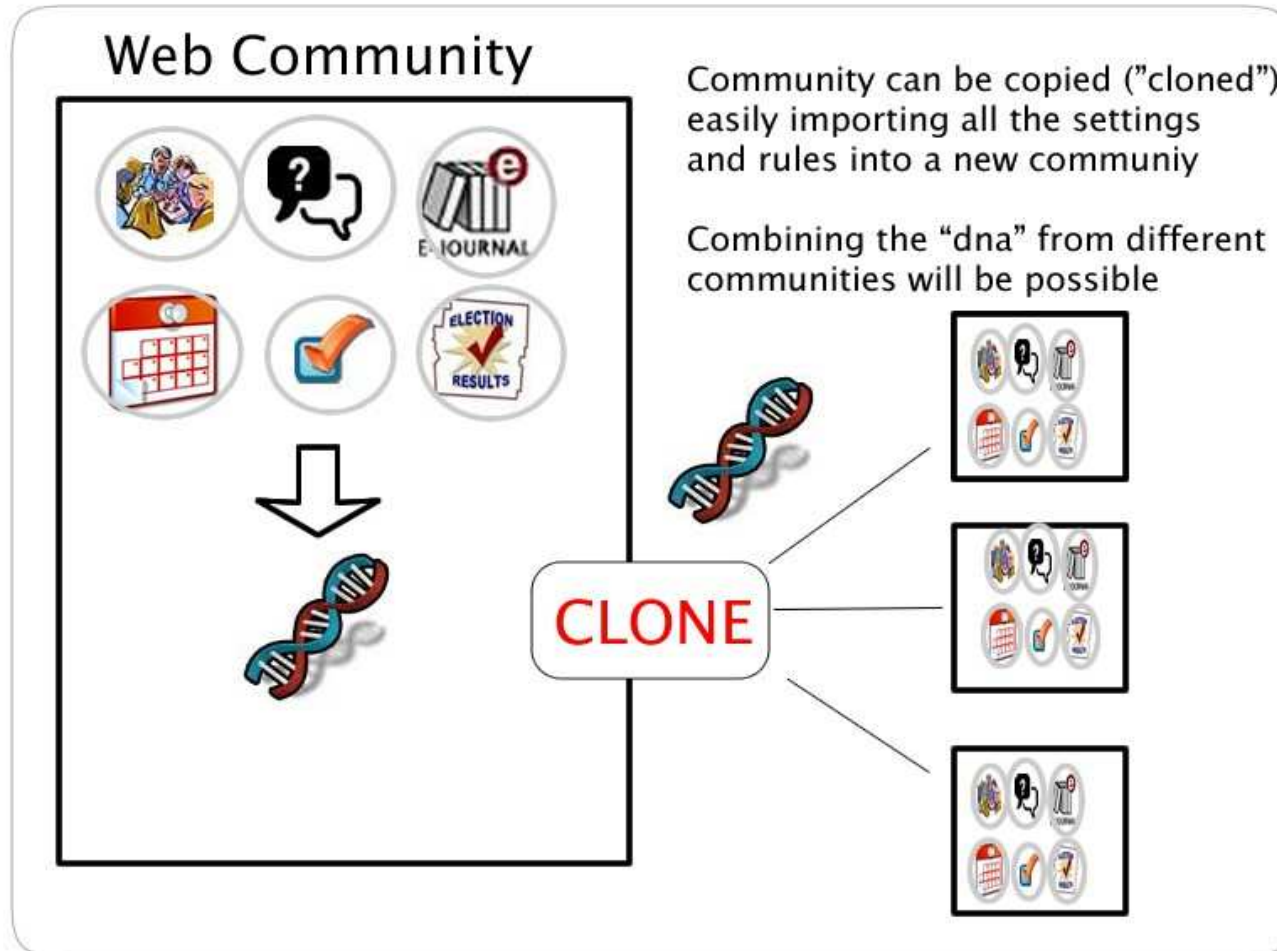 Web Community
Community can be copied ("cloned")
easily importing all the settings
and rules into a new communiy
Combining the "dna" from different
communities will be possible
?
e
E-JOURNAL
ELECTION
RESULTS
CLONE